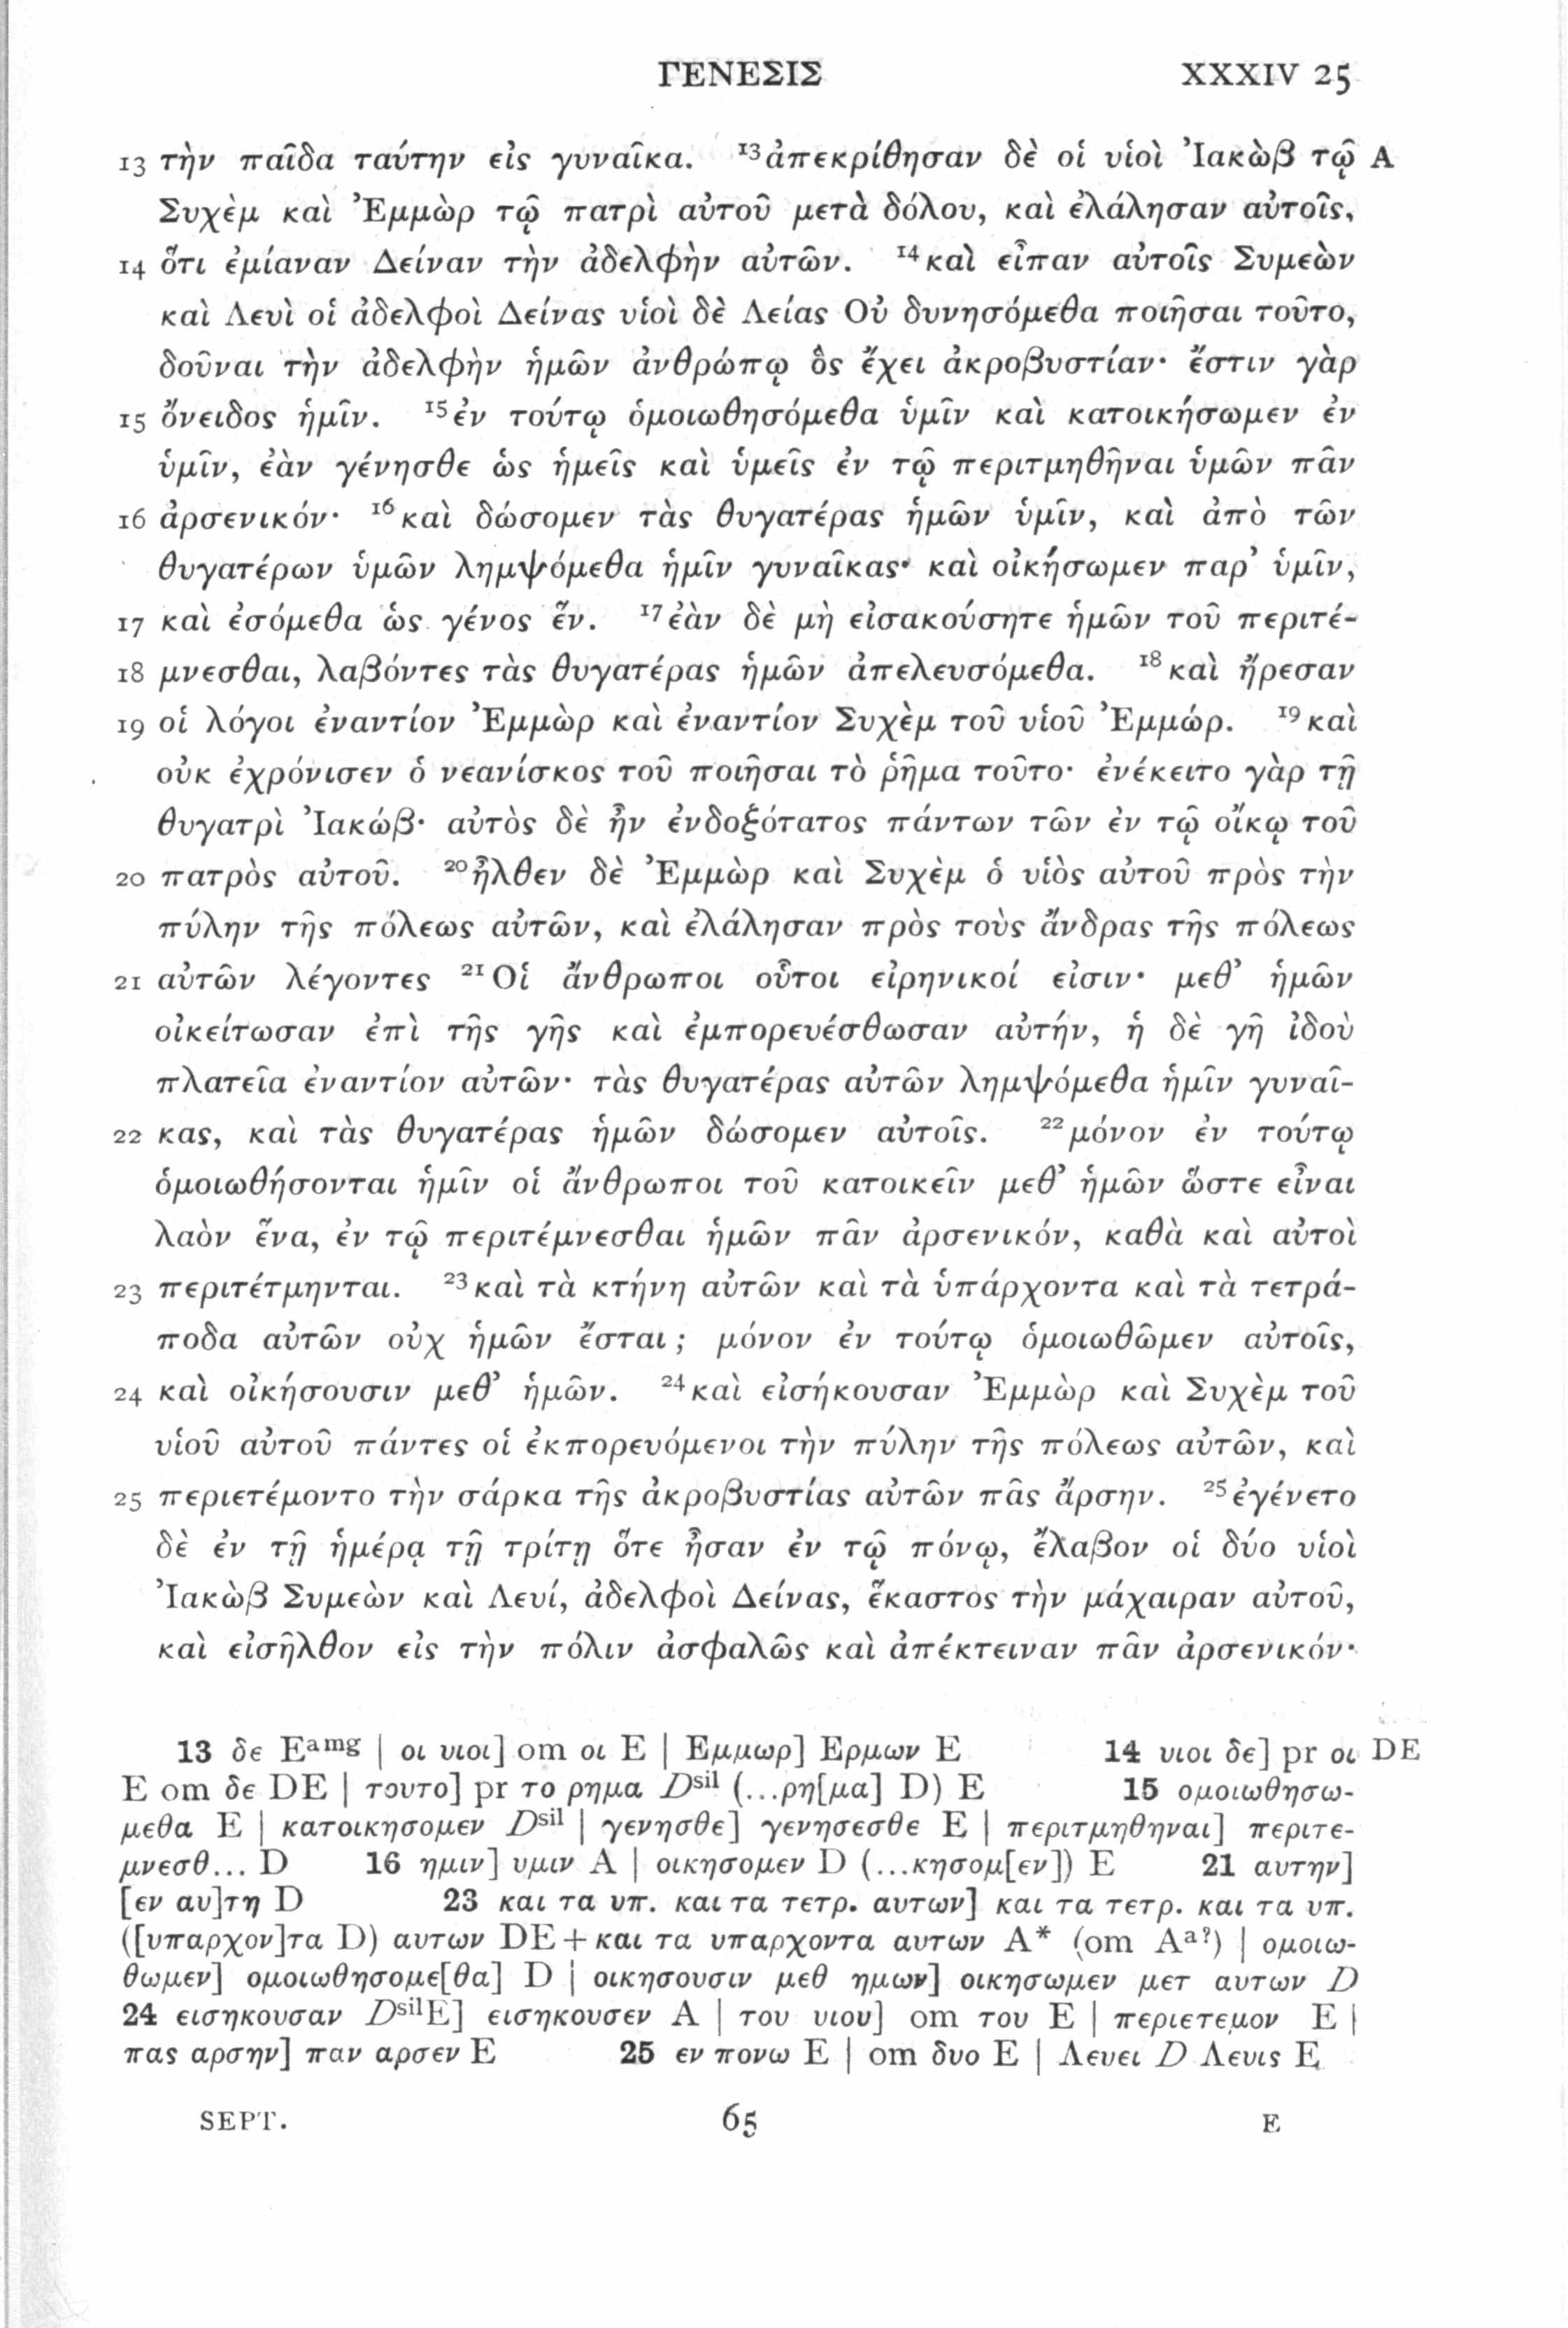 ΓΕΝΕΣΙΣ XXXIV 25
13 τὴν παῖδα ταύτην εἰς γυναῖκα. ¹³ἀπεκρίθησαν δὲ οἱ υἱοὶ Ἰακὼβ τῷ A
Συχὲμ καὶ Ἐμμὼρ τῷ πατρὶ αὐτοῦ μετὰ δόλου, καὶ ἐλάλησαν αὐτοῖς,
14 ὅτι ἐμίαναν Δείναν τὴν ἀδελφὴν αὐτῶν. ¹⁴καὶ εἶπαν αὐτοῖς Συμεὼν
καὶ Λευὶ οἱ ἀδελφοὶ Δείνας υἱοὶ δὲ Λείας Οὐ δυνησόμεθα ποιῆσαι τοῦτο,
δοῦναι τὴν ἀδελφὴν ἡμῶν ἀνθρώπῳ ὃς ἔχει ἀκροβυστίαν· ἔστιν γὰρ
15 ὄνειδος ἡμῖν. ¹⁵ἐν τούτῳ ὁμοιωθησόμεθα ὑμῖν καὶ κατοικήσωμεν ἐν
ὑμῖν, ἐὰν γένησθε ὡς ἡμεῖς καὶ ὑμεῖς ἐν τῷ περιτμηθῆναι ὑμῶν πᾶν
16 ἀρσενικόν· ¹⁶καὶ δώσομεν τὰς θυγατέρας ἡμῶν ὑμῖν, καὶ ἀπὸ τῶν
θυγατέρων ὑμῶν λημψόμεθα ἡμῖν γυναῖκας· καὶ οἰκήσωμεν παρ’ ὑμῖν,
17 καὶ ἐσόμεθα ὡς γένος ἕν. ¹⁷ἐὰν δὲ μὴ εἰσακούσητε ἡμῶν τοῦ περιτέ-
18 μνεσθαι, λαβόντες τὰς θυγατέρας ἡμῶν ἀπελευσόμεθα. ¹⁸καὶ ἤρεσαν
19 οἱ λόγοι ἐναντίον Ἐμμὼρ καὶ ἐναντίον Συχὲμ τοῦ υἱοῦ Ἐμμώρ. ¹⁹καὶ
οὐκ ἐχρόνισεν ὁ νεανίσκος τοῦ ποιῆσαι τὸ ῥῆμα τοῦτο· ἐνέκειτο γὰρ τῇ
θυγατρὶ Ἰακώβ· αὐτὸς δὲ ἦν ἐνδοξότατος πάντων τῶν ἐν τῷ οἴκῳ τοῦ
20 πατρὸς αὐτοῦ. ²⁰ἦλθεν δὲ Ἐμμὼρ καὶ Συχὲμ ὁ υἱὸς αὐτοῦ πρὸς τὴν
πύλην τῆς πόλεως αὐτῶν, καὶ ἐλάλησαν πρὸς τοὺς ἄνδρας τῆς πόλεως
21 αὐτῶν λέγοντες ²¹Οἱ ἄνθρωποι οὗτοι εἰρηνικοί εἰσιν· μεθ’ ἡμῶν
οἰκείτωσαν ἐπὶ τῆς γῆς καὶ ἐμπορευέσθωσαν αὐτήν, ἡ δὲ γῆ ἰδοὺ
πλατεῖα ἐναντίον αὐτῶν· τὰς θυγατέρας αὐτῶν λημψόμεθα ἡμῖν γυναῖ-
22 κας, καὶ τὰς θυγατέρας ἡμῶν δώσομεν αὐτοῖς. ²²μόνον ἐν τούτῳ
ὁμοιωθήσονται ἡμῖν οἱ ἄνθρωποι τοῦ κατοικεῖν μεθ’ ἡμῶν ὥστε εἶναι
λαὸν ἕνα, ἐν τῷ περιτέμνεσθαι ἡμῶν πᾶν ἀρσενικόν, καθὰ καὶ αὐτοὶ
23 περιτέτμηνται. ²³καὶ τὰ κτήνη αὐτῶν καὶ τὰ ὑπάρχοντα καὶ τὰ τετρά-
ποδα αὐτῶν οὐχ ἡμῶν ἔσται; μόνον ἐν τούτῳ ὁμοιωθῶμεν αὐτοῖς,
24 καὶ οἰκήσουσιν μεθ’ ἡμῶν. ²⁴καὶ εἰσήκουσαν Ἐμμὼρ καὶ Συχὲμ τοῦ
υἱοῦ αὐτοῦ πάντες οἱ ἐκπορευόμενοι τὴν πύλην τῆς πόλεως αὐτῶν, καὶ
25 περιετέμοντο τὴν σάρκα τῆς ἀκροβυστίας αὐτῶν πᾶς ἄρσην. ²⁵ἐγένετο
δὲ ἐν τῇ ἡμέρᾳ τῇ τρίτῃ ὅτε ἦσαν ἐν τῷ πόνῳ, ἔλαβον οἱ δύο υἱοὶ
Ἰακὼβ Συμεὼν καὶ Λευί, ἀδελφοὶ Δείνας, ἕκαστος τὴν μάχαιραν αὐτοῦ,
καὶ εἰσῆλθον εἰς τὴν πόλιν ἀσφαλῶς καὶ ἀπέκτειναν πᾶν ἀρσενικόν·
13 δε Eᵃᵐᵍ | οι υιοι] om οι E | Εμμωρ] Ερμων E 14 υιοι δε] pr οι DE
E om δε DE | τουτο] pr το ρημα Dˢⁱˡ (...ρη[μα] D) E 15 ομοιωθησω-
μεθα E | κατοικησομεν Dˢⁱˡ | γενησθε] γενησεσθε E | περιτμηθηναι] περιτε-
μνεσθ... D 16 ημιν] υμιν A | οικησομεν D (...κησομ[εν]) E 21 αυτην]
[εν αυ]τη D 23 και τα υπ. και τα τετρ. αυτων] και τα τετρ. και τα υπ.
([υπαρχον]τα D) αυτων DE + και τα υπαρχοντα αυτων A* (om Aᵃ?) | ομοιω-
θωμεν] ομοιωθησομε[θα] D | οικησουσιν μεθ ημων] οικησωμεν μετ αυτων D
24 εισηκουσαν DˢⁱˡE] εισηκουσεν A | του υιου] om του E | περιετεμον E |
πας αρσην] παν αρσεν E 25 εν πονω E | om δυο E | Λευει D Λευις E
SEPT. 65 E